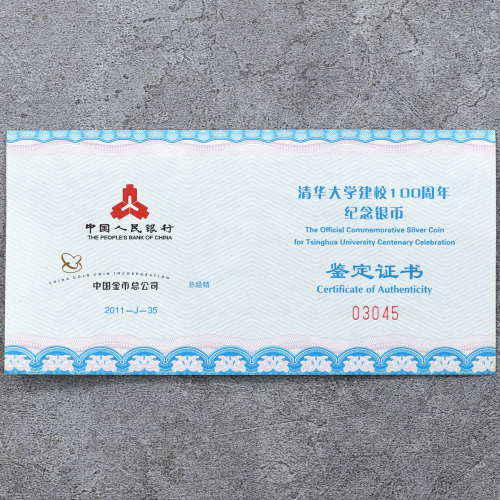 中国人民银行
THE PEOPLE'S BANK OF CHINA
CHINA GOLD COIN INCORPORATION
中国金币总公司
总经销
2011—J—35
清华大学建校100周年
纪念银币
The Official Commemorative Silver Coin
for Tsinghua University Centenary Celebration
鉴定证书
Certificate of Authenticity
03045